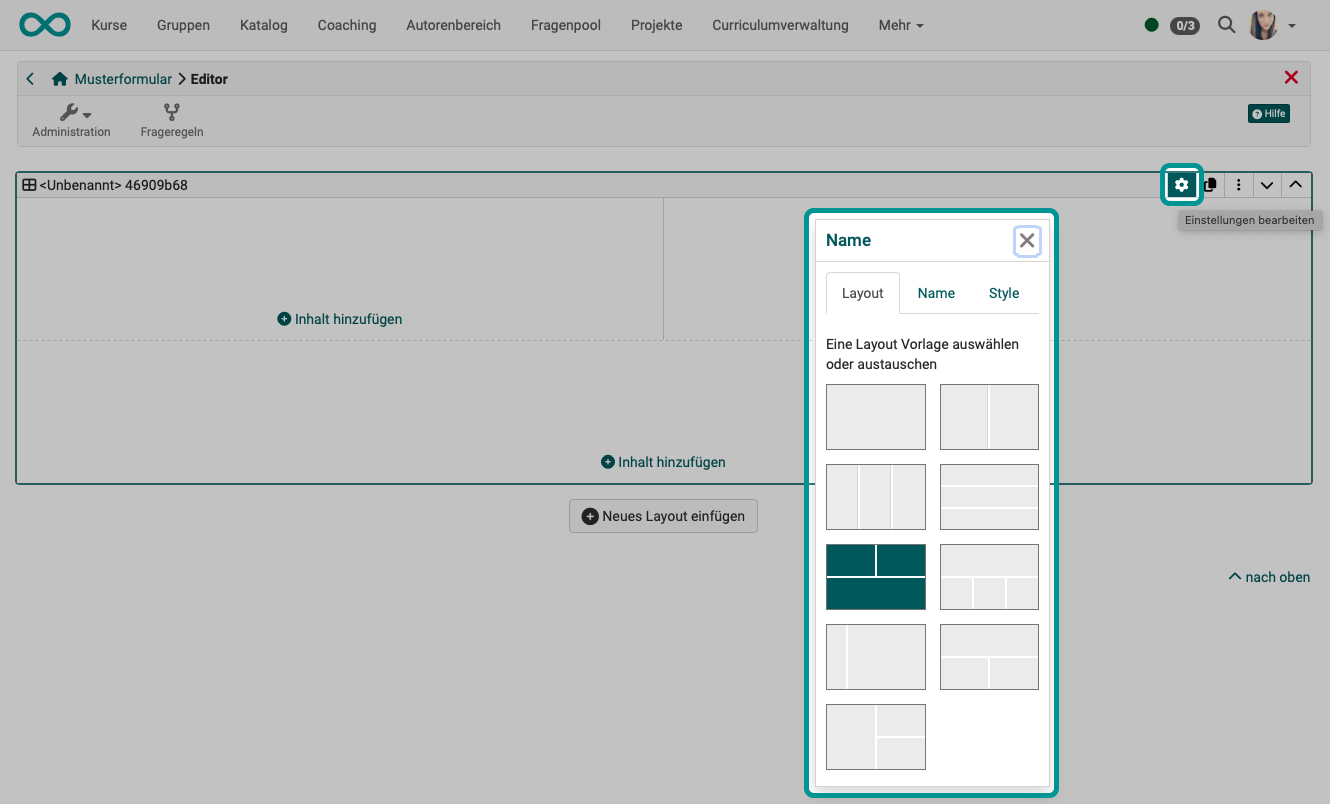 Kurse Gruppen Katalog Coaching Autorenbereich Fragenpool Projekte Curriculumverwaltung Mehr 0/3
Musterformular Editor
Administration Frageregeln Hilfe
<Unbenannt> 46909b68
Einstellungen bearbeiten
Name
Layout Name Style
Inhalt hinzufügen
Eine Layout Vorlage auswählen
oder austauschen
Inhalt hinzufügen
Neues Layout einfügen
nach oben